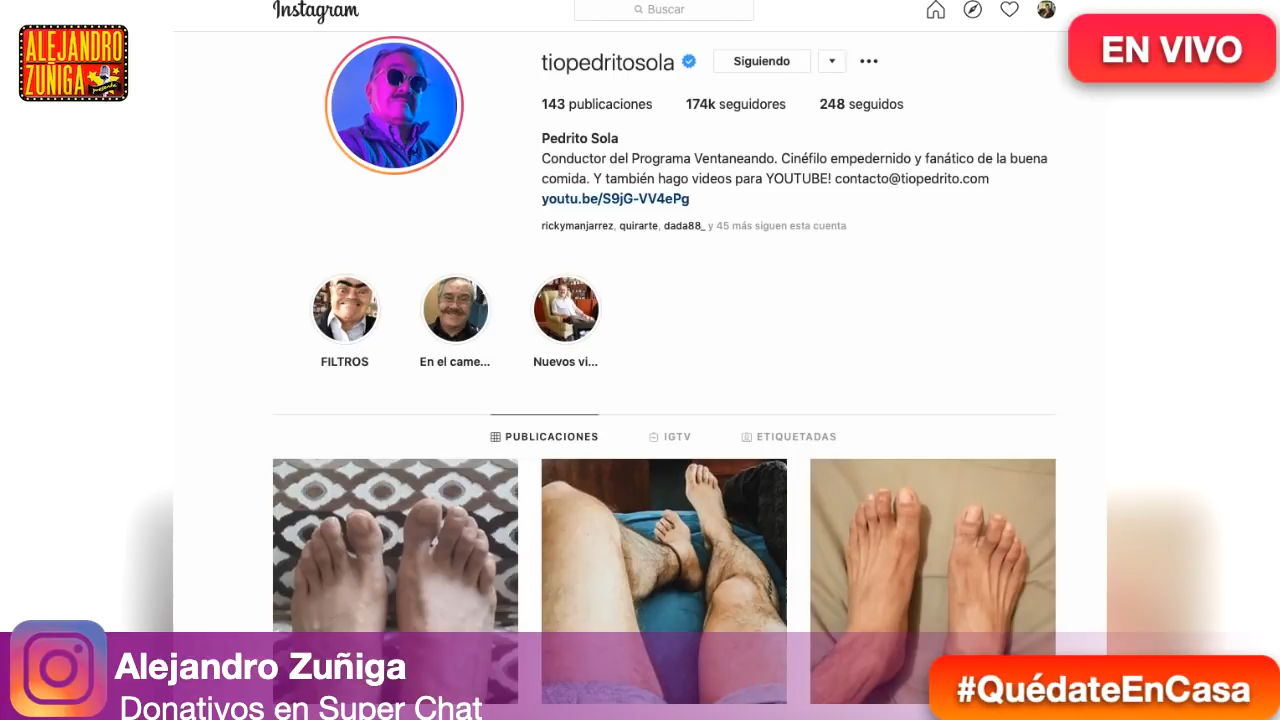 ALEJANDRO
ZUÑIGA
presenta
Instagram
Buscar
EN VIVO
tiopedritosola
Siguiendo
143 publicaciones 174k seguidores 248 seguidos
Pedrito Sola
Conductor del Programa Ventaneando. Cinéfilo empedernido y fanático de la buena
comida. Y también hago videos para YOUTUBE! contacto@tiopedrito.com
youtu.be/S9jG-VV4ePg
rickymanjarrez, quirarte, dada88_ y 45 más siguen esta cuenta
FILTROS En el came... Nuevos vi...
PUBLICACIONES IGTV ETIQUETADAS
Alejandro Zuñiga
Donativos en Super Chat
#QuédateEnCasa